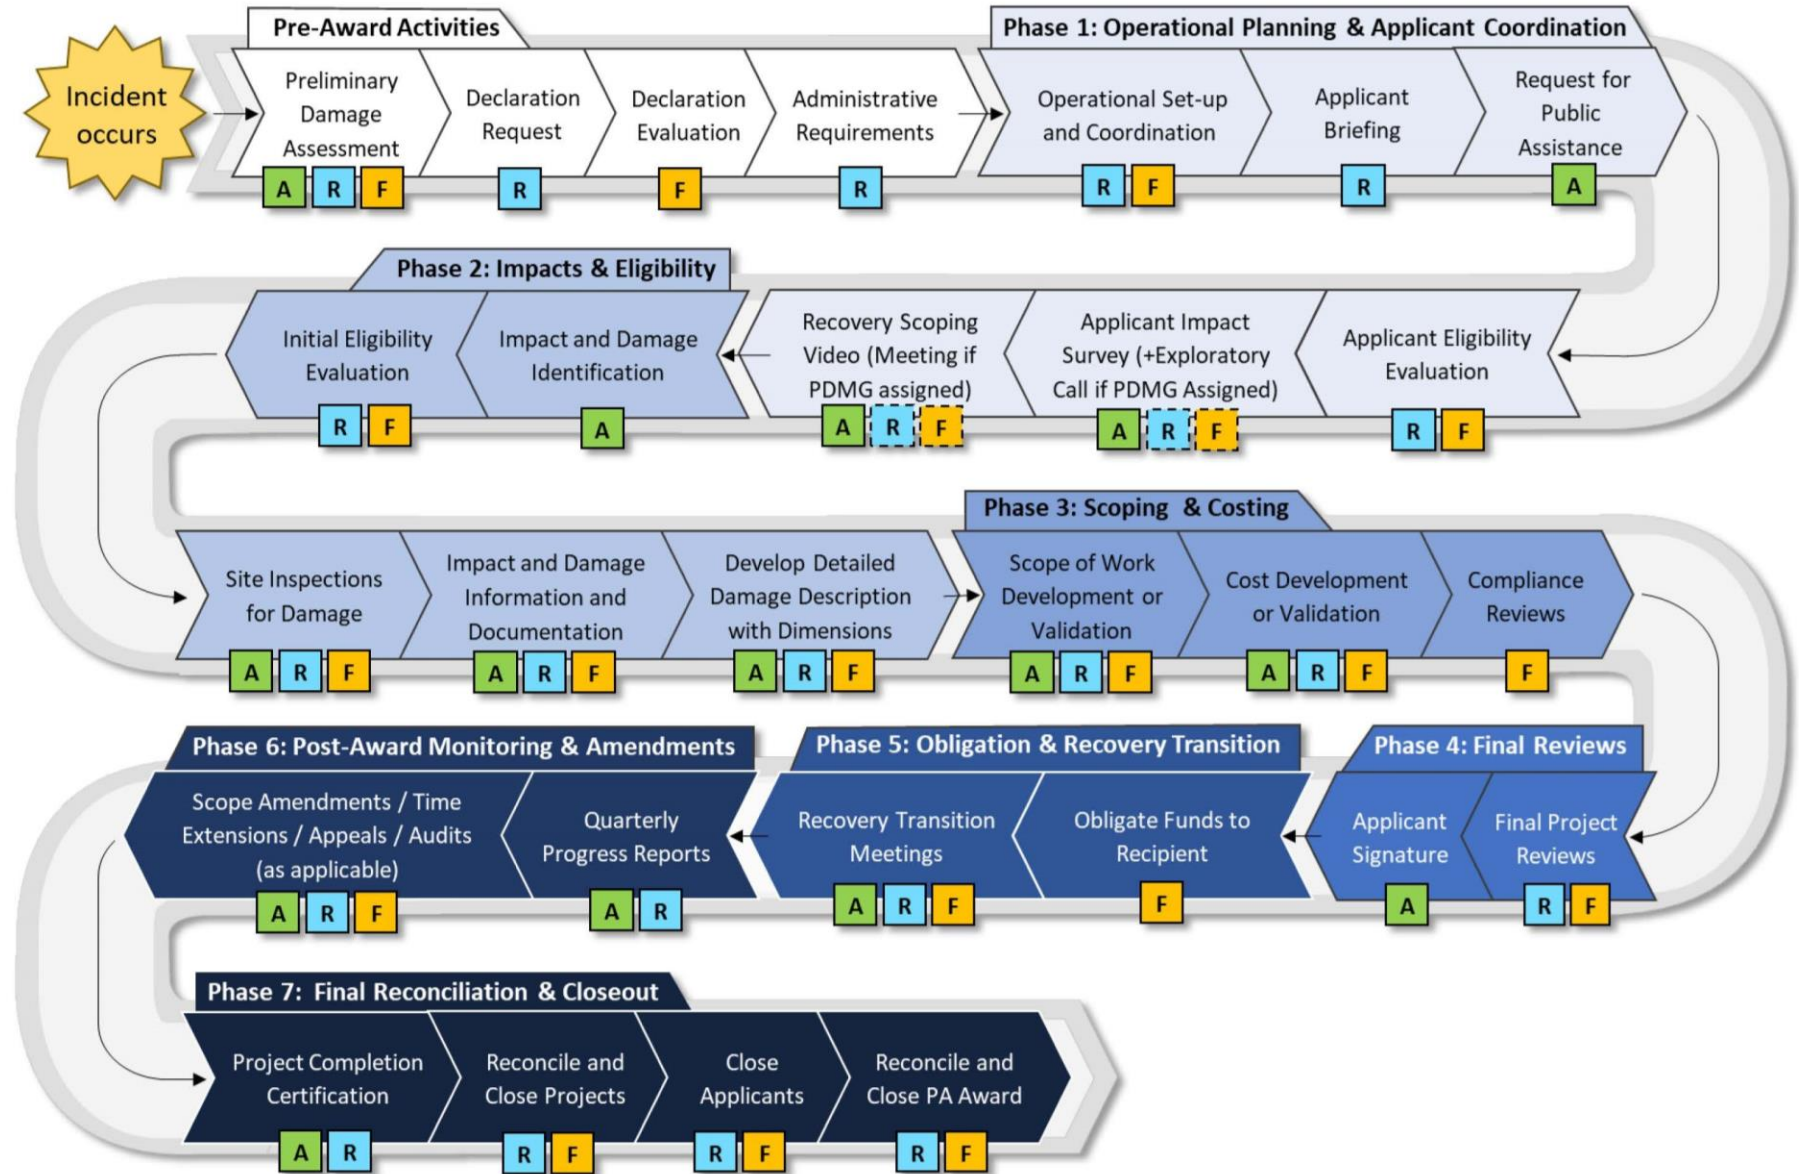 Incident
occurs
Pre-Award Activities
Preliminary
Damage
Assessment
A R F
Declaration
Request
R
Declaration
Evaluation
F
Administrative
Requirements
R
Phase 1: Operational Planning & Applicant Coordination
Operational Set-up
and Coordination
R F
Applicant
Briefing
R
Request for
Public
Assistance
A
Applicant Eligibility
Evaluation
R F
Applicant Impact
Survey (+Exploratory
Call if PDMG Assigned)
A R F
Recovery Scoping
Video (Meeting if
PDMG assigned)
A R F
Phase 2: Impacts & Eligibility
Impact and Damage
Identification
A
Initial Eligibility
Evaluation
R F
Site Inspections
for Damage
A R F
Impact and Damage
Information and
Documentation
A R F
Develop Detailed
Damage Description
with Dimensions
A R F
Phase 3: Scoping & Costing
Scope of Work
Development or
Validation
A R F
Cost Development
or Validation
A R F
Compliance
Reviews
F
Phase 4: Final Reviews
Final Project
Reviews
R F
Applicant
Signature
A
Phase 5: Obligation & Recovery Transition
Obligate Funds to
Recipient
F
Recovery Transition
Meetings
A R F
Phase 6: Post-Award Monitoring & Amendments
Quarterly
Progress Reports
A R
Scope Amendments / Time
Extensions / Appeals / Audits
(as applicable)
A R F
Phase 7: Final Reconciliation & Closeout
Project Completion
Certification
A R
Reconcile and
Close Projects
R F
Close
Applicants
R F
Reconcile and
Close PA Award
R F